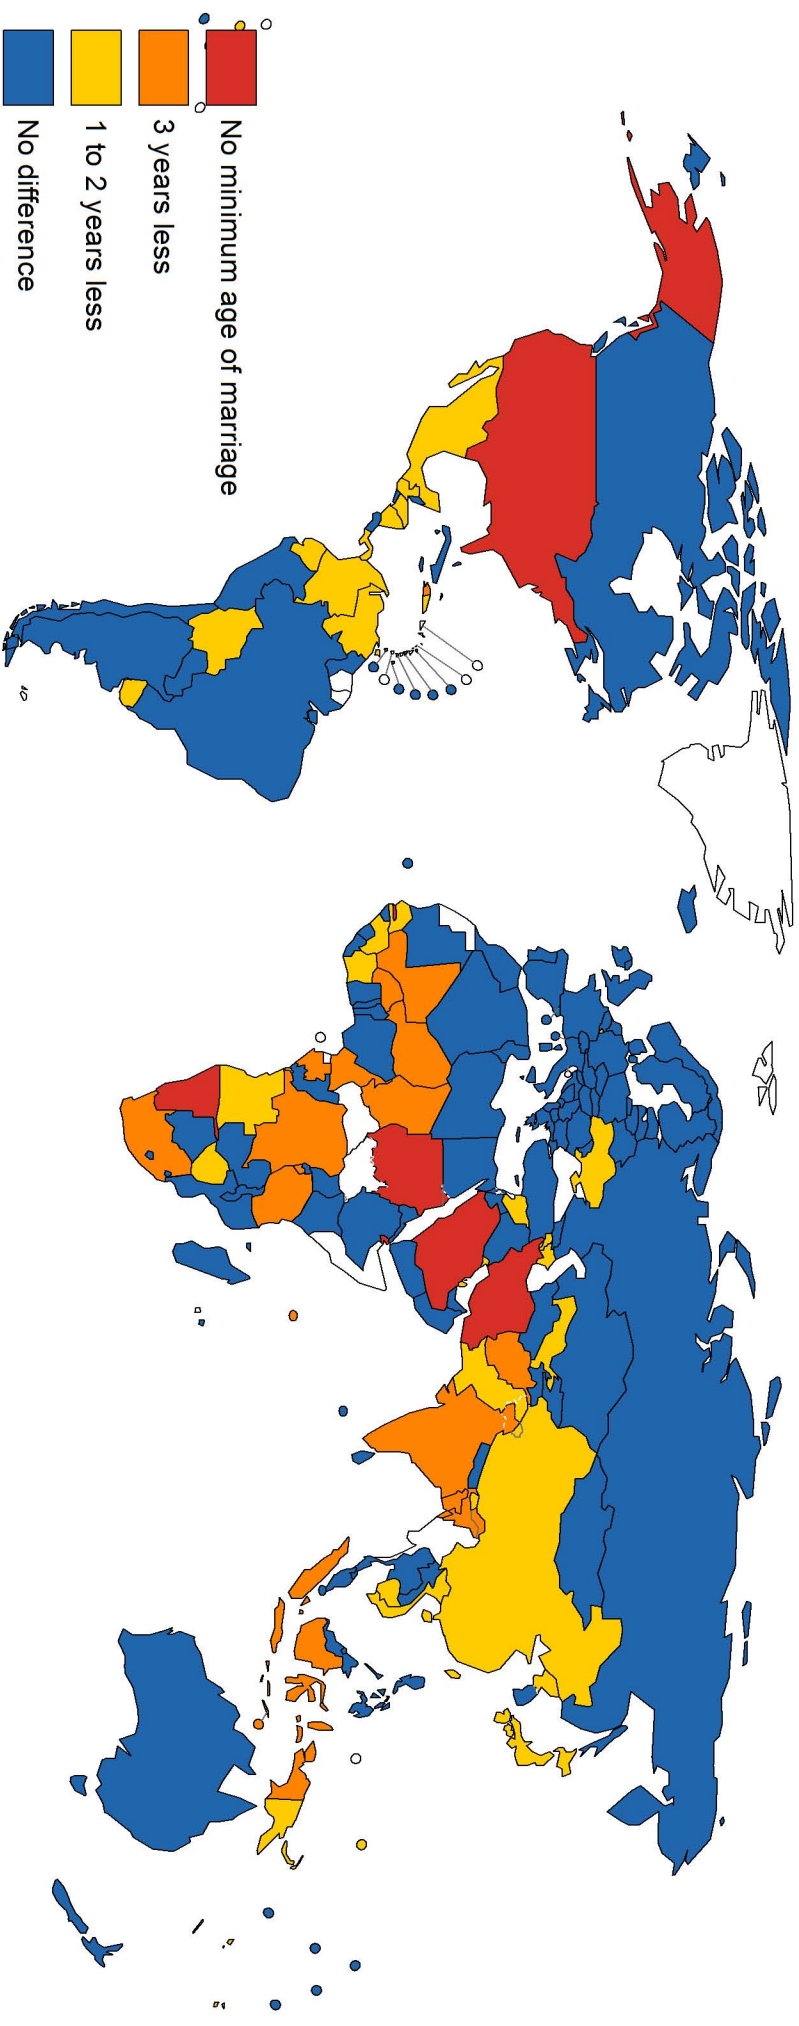 No minimum age of marriage
3 years less
1 to 2 years less
No difference